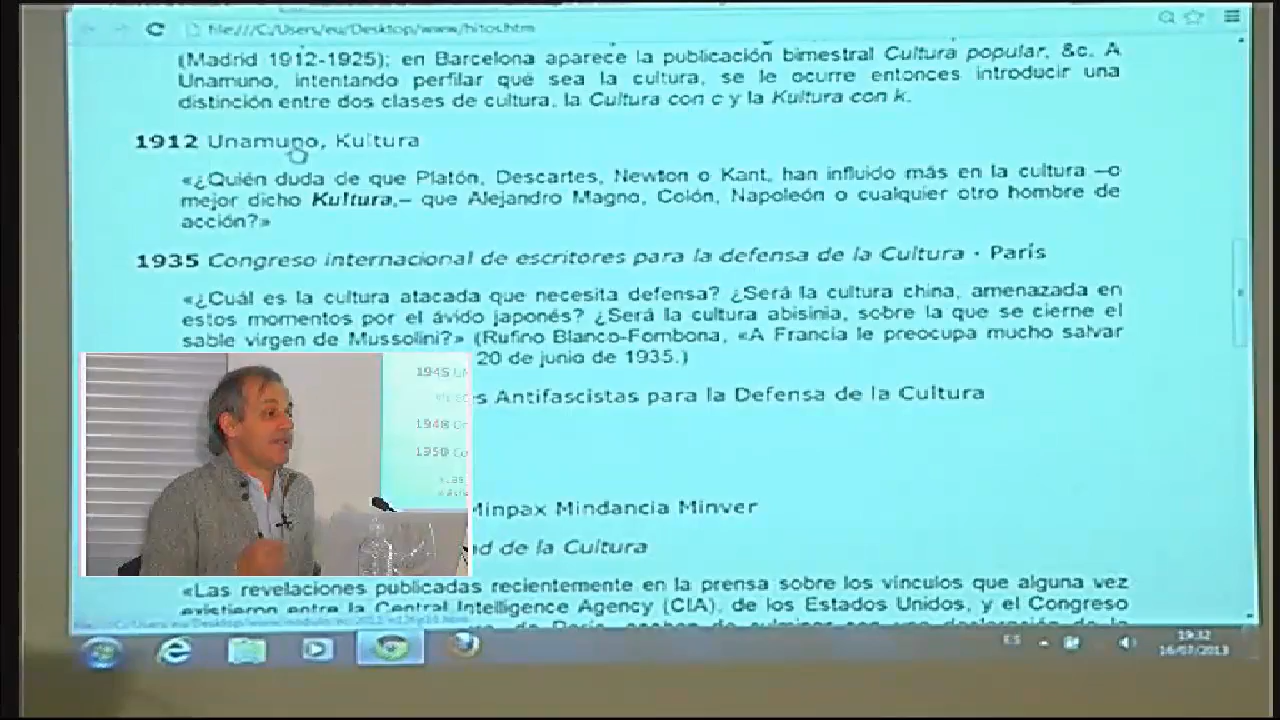 file:///C:/Users/eu/Desktop/www/hitos.htm
(Madrid 1912-1925); en Barcelona aparece la publicación bimestral Cultura popular, &c. A
Unamuno, intentando perfilar qué sea la cultura, se le ocurre entonces introducir una
distinción entre dos clases de cultura, la Cultura con c y la Kultura con k.
1912 Unamuno, Kultura
«¿Quién duda de que Platón, Descartes, Newton o Kant, han influido más en la cultura –o
mejor dicho Kultura,– que Alejandro Magno, Colón, Napoleón o cualquier otro hombre de
acción?»
1935 Congreso internacional de escritores para la defensa de la Cultura · París
«¿Cuál es la cultura atacada que necesita defensa? ¿Será la cultura china, amenazada en
estos momentos por el ávido japonés? ¿Será la cultura abisinia, sobre la que se cierne el
sable virgen de Mussolini?» (Rufino Blanco-Fombona, «A Francia le preocupa mucho salvar
20 de junio de 1935.)
s Antifascistas para la Defensa de la Cultura
1945
1948
1950
Minpax Mindancia Minver
d de la Cultura
«Las revelaciones publicadas recientemente en la prensa sobre los vínculos que alguna vez
existieron entre la Central Intelligence Agency (CIA), de los Estados Unidos, y el Congreso
ES
19:32
16/07/2013